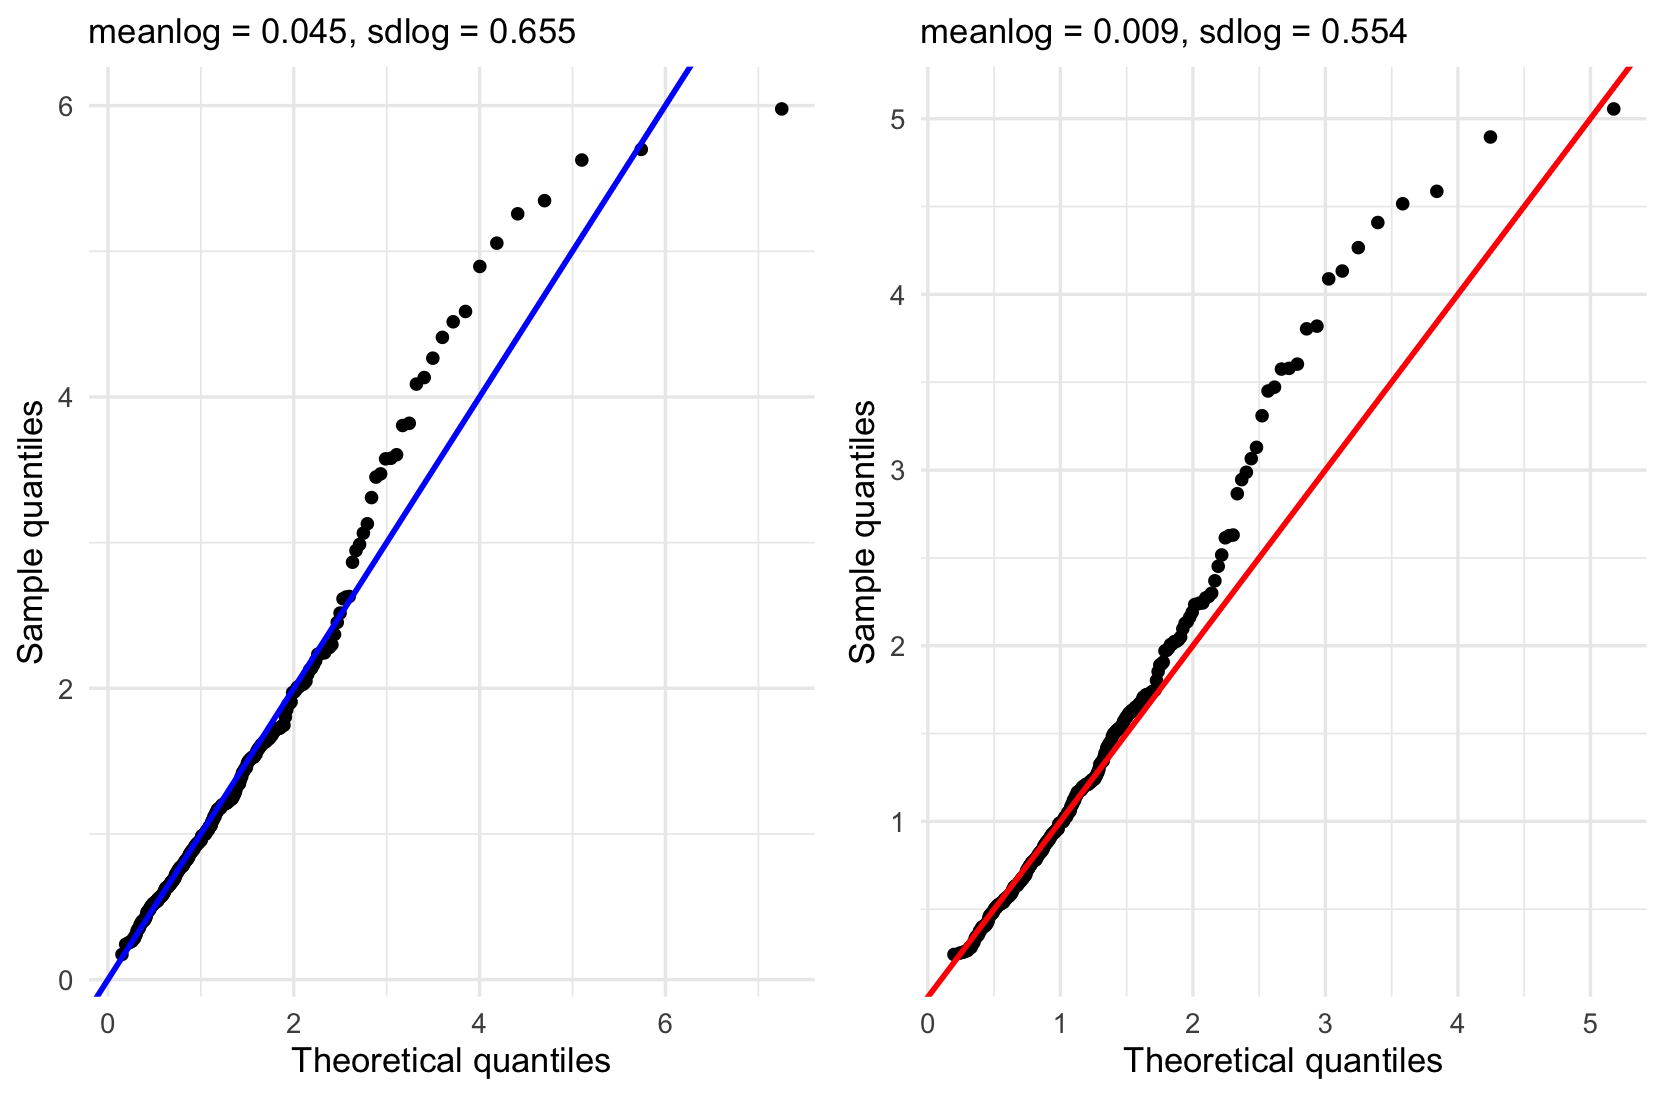 meanlog = 0.045, sdlog = 0.655
6
4
2
0
Sample quantiles
0 2 4 6
Theoretical quantiles
meanlog = 0.009, sdlog = 0.554
5
4
3
2
1
Sample quantiles
0 1 2 3 4 5
Theoretical quantiles